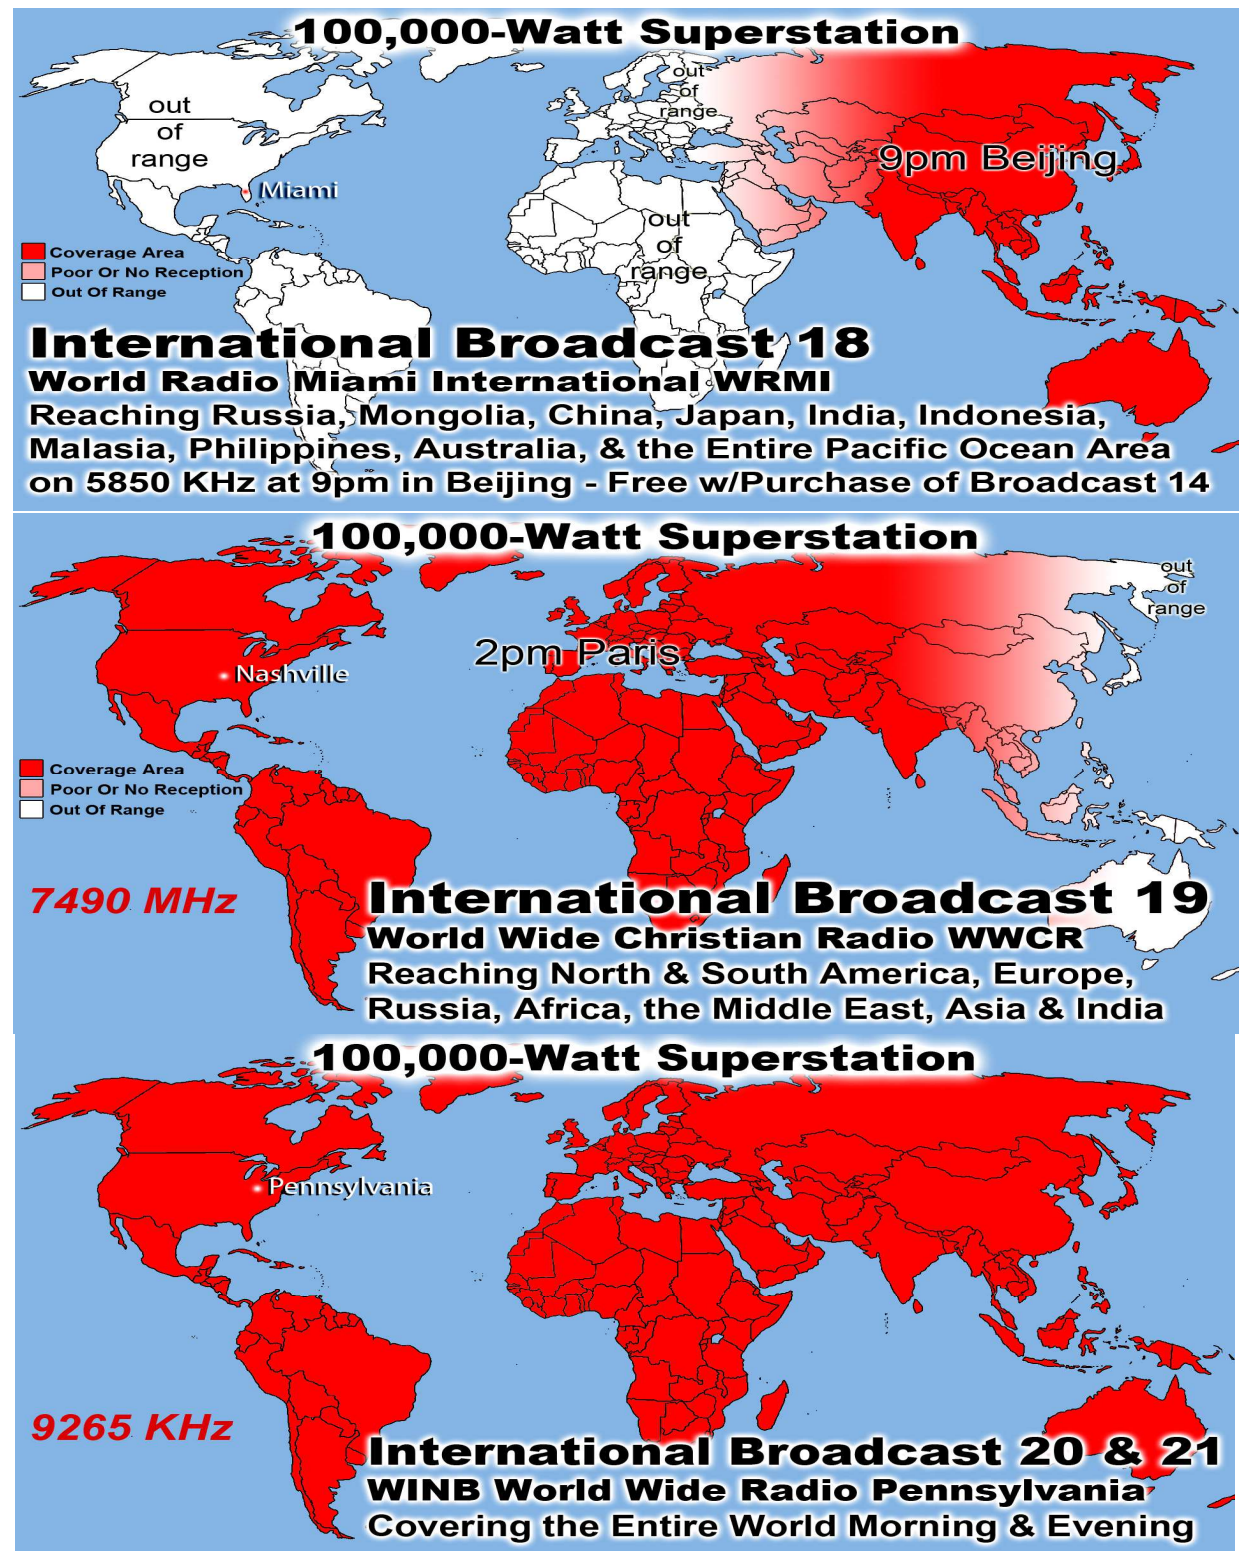 100,000-Watt Superstation
out
of
range
out
of
range
9pm Beijing
Miami
out
of
range
Coverage Area
Poor Or No Reception
Out Of Range
International Broadcast 18
World Radio Miami International WRMI
Reaching Russia, Mongolia, China, Japan, India, Indonesia,
Malasia, Philippines, Australia, & the Entire Pacific Ocean Area
on 5850 KHz at 9pm in Beijing - Free w/Purchase of Broadcast 14
100,000-Watt Superstation
out
of
range
2pm Paris
Nashville
Coverage Area
Poor Or No Reception
Out Of Range
7490 MHz
International Broadcast 19
World Wide Christian Radio WWCR
Reaching North & South America, Europe,
Russia, Africa, the Middle East, Asia & India
100,000-Watt Superstation
Pennsylvania
9265 KHz
International Broadcast 20 & 21
WINB World Wide Radio Pennsylvania
Covering the Entire World Morning & Evening